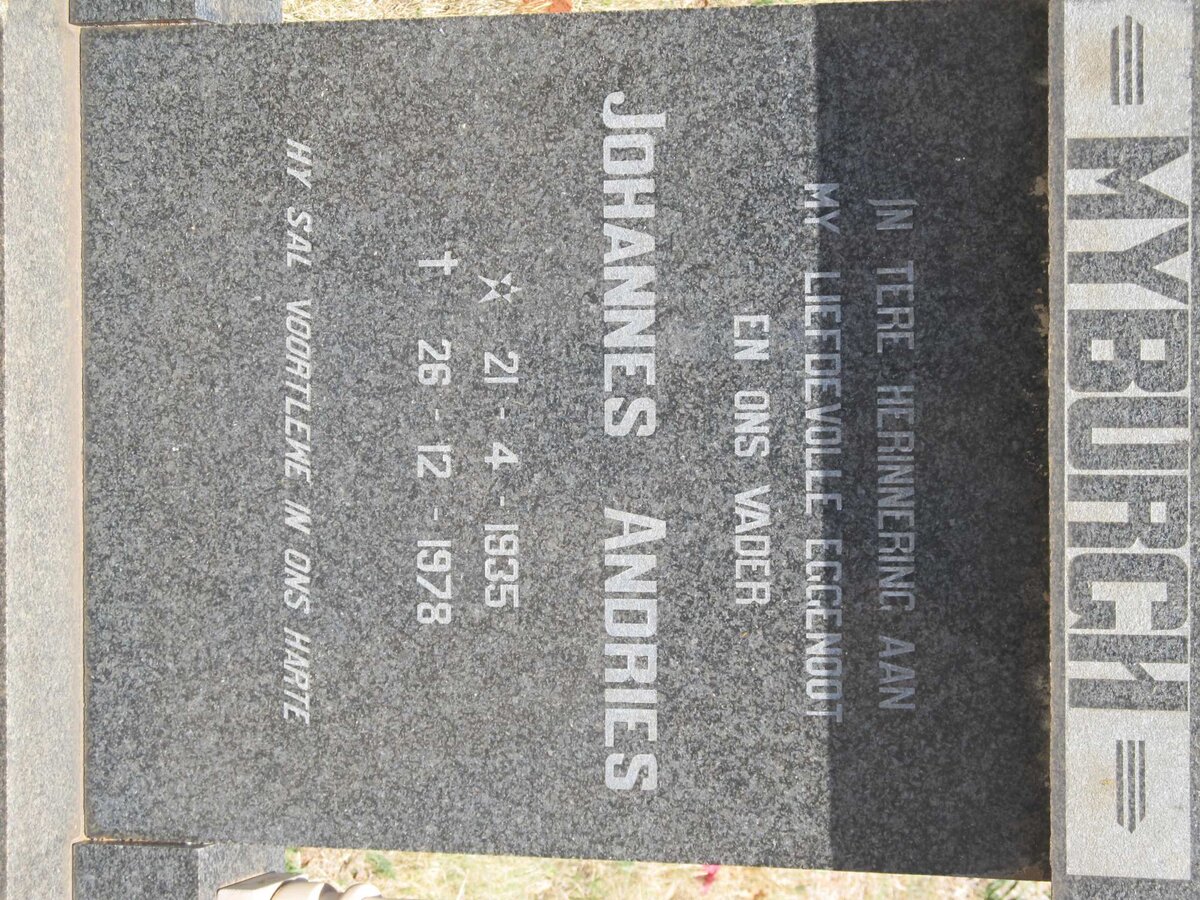 MYBURGH
IN TERE HERINNERING AAN
MY LIEFDEVOLLE EGGENOOT
EN ONS VADER
JOHANNES ANDRIES
21 - 4 - 1935
† 26 - 12 - 1978
HY SAL VOORTLEWE IN ONS HARTE